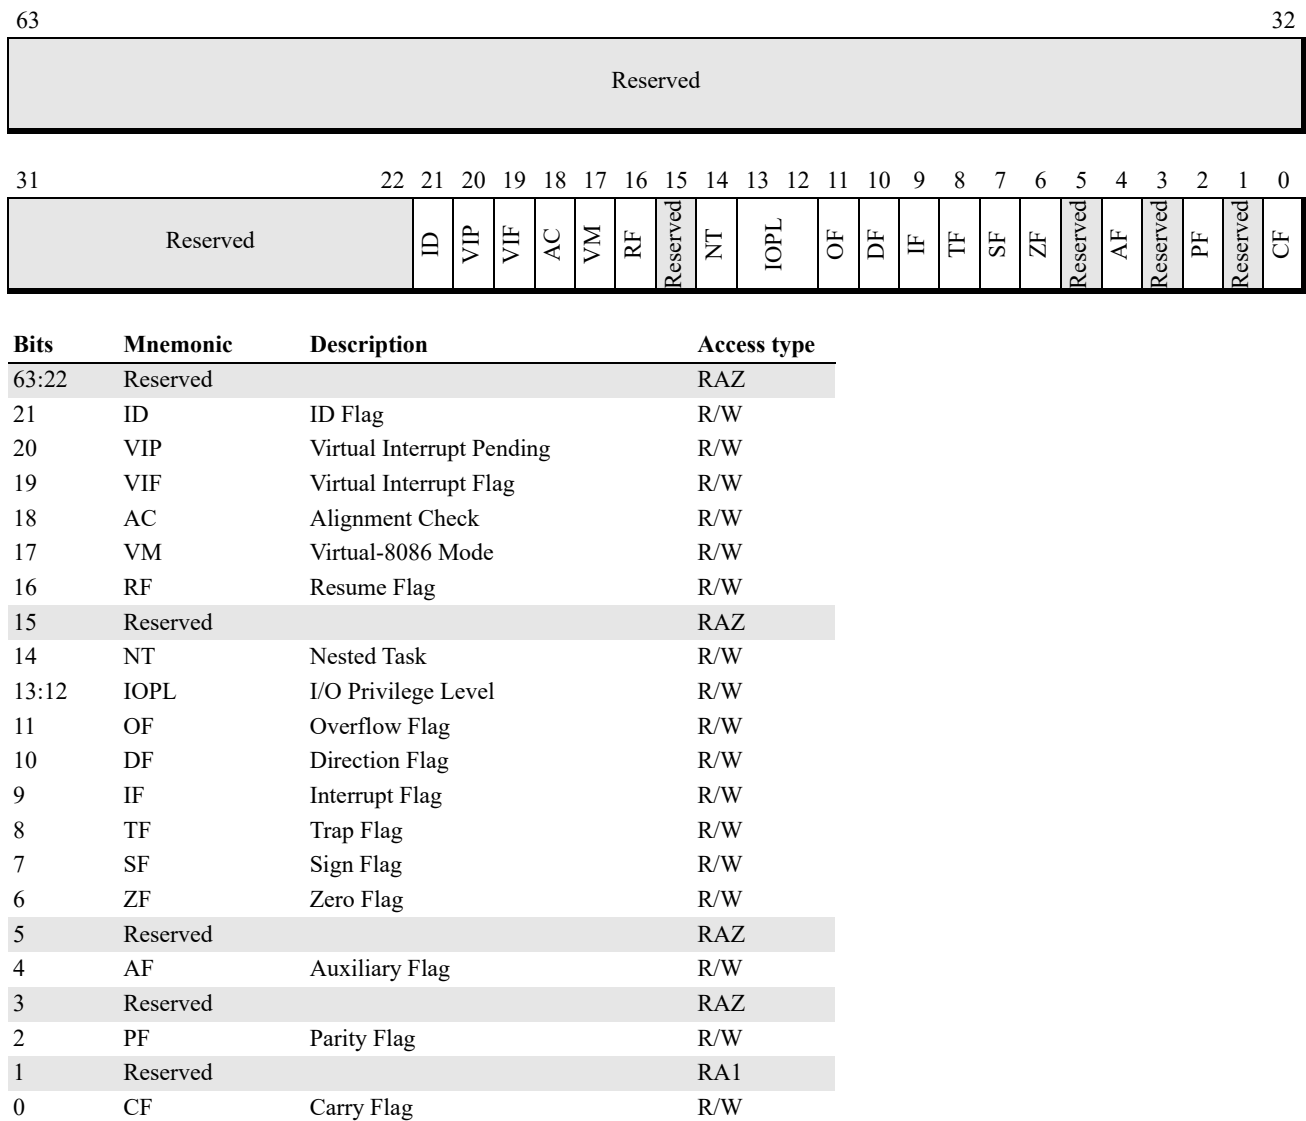 63 32
Reserved
31 22 21 20 19 18 17 16 15 14 13 12 11 10 9 8 7 6 5 4 3 2 1 0
Reserved ID VIP VIF AC VM RF Reserved NT IOPL OF DF IF TF SF ZF Reserved AF Reserved PF Reserved CF
Bits Mnemonic Description Access type
63:22 Reserved RAZ
21 ID ID Flag R/W
20 VIP Virtual Interrupt Pending R/W
19 VIF Virtual Interrupt Flag R/W
18 AC Alignment Check R/W
17 VM Virtual-8086 Mode R/W
16 RF Resume Flag R/W
15 Reserved RAZ
14 NT Nested Task R/W
13:12 IOPL I/O Privilege Level R/W
11 OF Overflow Flag R/W
10 DF Direction Flag R/W
9 IF Interrupt Flag R/W
8 TF Trap Flag R/W
7 SF Sign Flag R/W
6 ZF Zero Flag R/W
5 Reserved RAZ
4 AF Auxiliary Flag R/W
3 Reserved RAZ
2 PF Parity Flag R/W
1 Reserved RA1
0 CF Carry Flag R/W